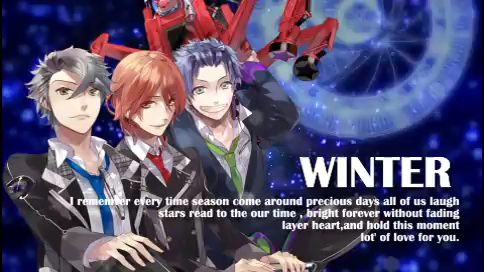 WINTER
I remember every time season come around precious days all of us laugh
stars read to the our time , bright forever without fading
layer heart,and hold this moment
lot' of love for you.